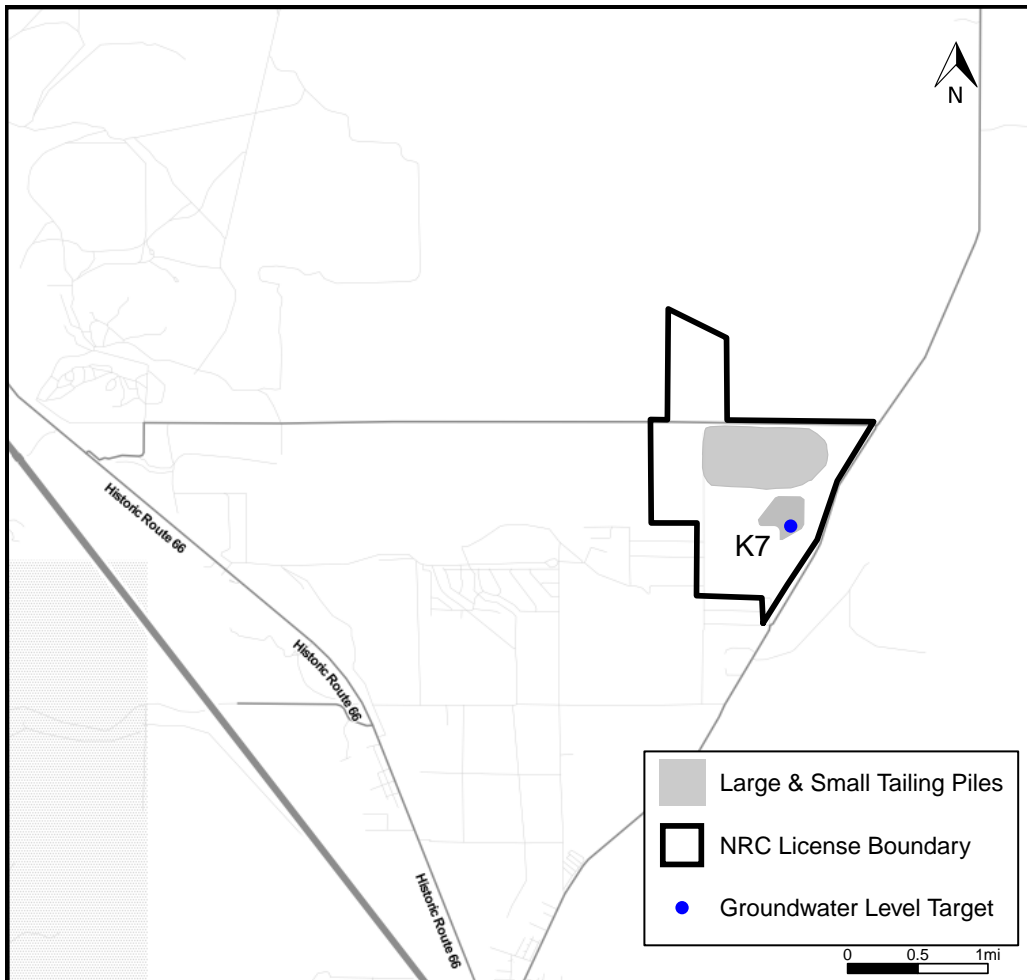 N
Historic Route 66
K7
Historic Route 66
Large & Small Tailing Piles
NRC License Boundary
Historic Route 66
Groundwater Level Target
0 0.5 1mi